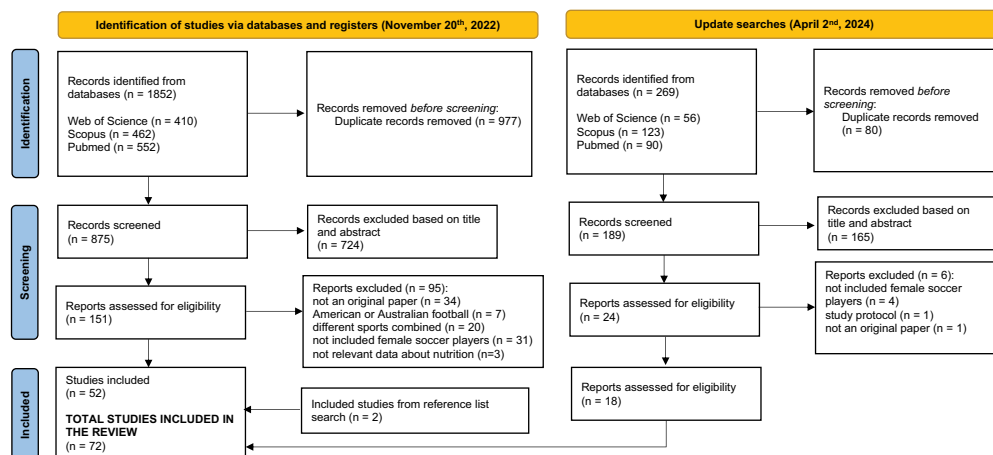 Identification of studies via databases and registers (November 20th, 2022)
Update searches (April 2nd, 2024)
Identification
Records identified from
databases (n = 1852)
Web of Science (n = 410)
Scopus (n = 462)
Pubmed (n = 552)
Records removed before screening:
Duplicate records removed (n = 977)
Records identified from
databases (n = 269)
Web of Science (n = 56)
Scopus (n = 123)
Pubmed (n = 90)
Records removed before
screening:
Duplicate records removed
(n = 80)
Screening
Records screened
(n = 875)
Records excluded based on title
and abstract
(n = 724)
Records screened
(n = 189)
Records excluded based on
title and abstract
(n = 165)
Reports assessed for eligibility
(n = 151)
Reports excluded (n = 95):
not an original paper (n = 34)
American or Australian football (n = 7)
different sports combined (n = 20)
not included female soccer players (n = 31)
not relevant data about nutrition (n=3)
Reports assessed for eligibility
(n = 24)
Reports excluded (n = 6):
not included female soccer
players (n = 4)
study protocol (n = 1)
not an original paper (n = 1)
Included
Studies included
(n = 52)
TOTAL STUDIES INCLUDED IN
THE REVIEW
(n = 72)
Included studies from reference list
search (n = 2)
Reports assessed for eligibility
(n = 18)